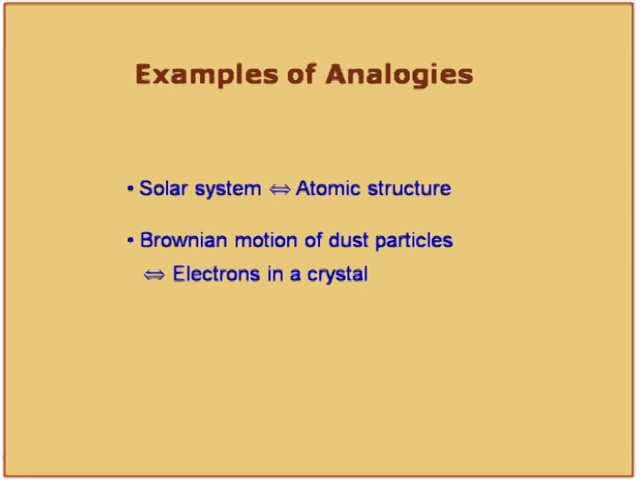 Examples of Analogies
• Solar system ⇔ Atomic structure
• Brownian motion of dust particles
⇔ Electrons in a crystal